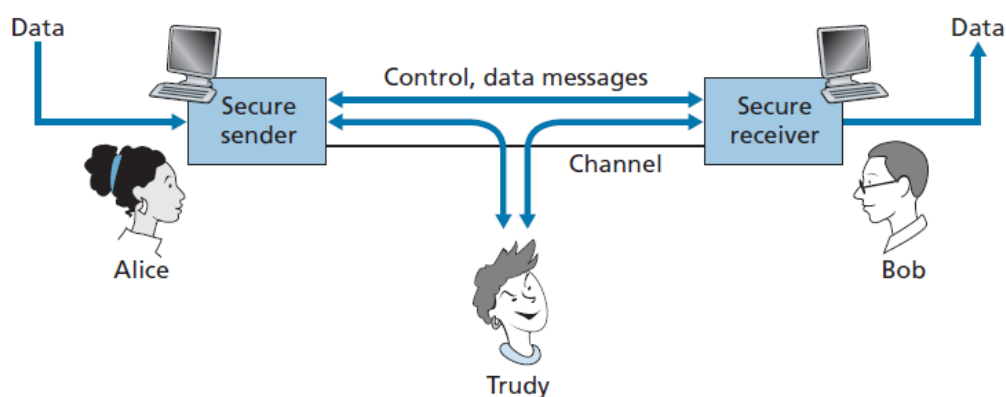 Data
Data
Control, data messages
Secure
sender
Secure
receiver
Channel
Alice
Bob
Trudy